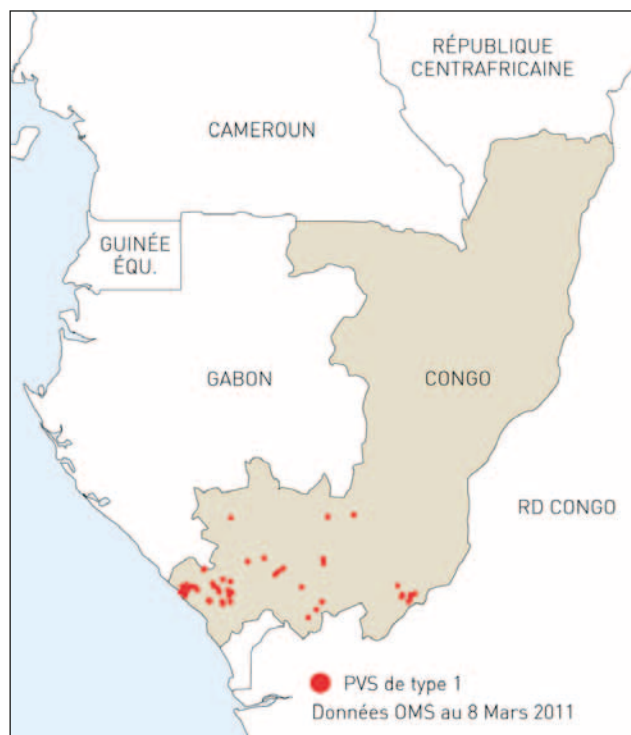 RÉPUBLIQUE
CENTRAFRICAINE
CAMEROUN
GUINÉE
ÉQU.
GABON
CONGO
RD CONGO
PVS de type 1
Données OMS au 8 Mars 2011